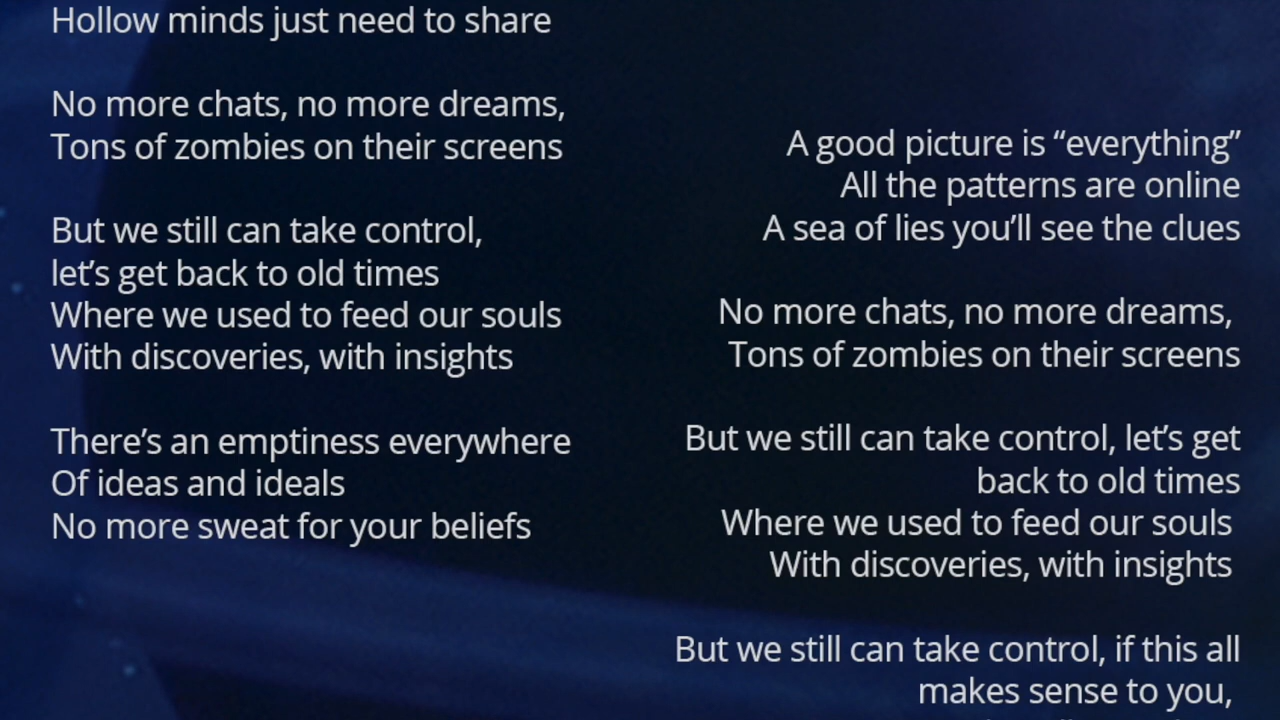 Hollow minds just need to share
No more chats, no more dreams,
Tons of zombies on their screens
But we still can take control,
let’s get back to old times
Where we used to feed our souls
With discoveries, with insights
There’s an emptiness everywhere
Of ideas and ideals
No more sweat for your beliefs
A good picture is “everything”
All the patterns are online
A sea of lies you’ll see the clues
No more chats, no more dreams,
Tons of zombies on their screens
But we still can take control, let’s get
back to old times
Where we used to feed our souls
With discoveries, with insights
But we still can take control, if this all
makes sense to you,